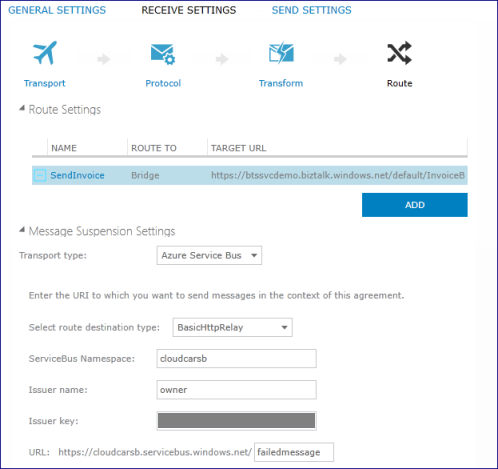 GENERAL SETTINGS RECEIVE SETTINGS SEND SETTINGS
Transport Protocol Transform Route
Route Settings
NAME ROUTE TO TARGET URL
SendInvoice Bridge https://btssvcdemo.biztalk.windows.net/default/InvoiceB
ADD
Message Suspension Settings
Transport type: Azure Service Bus
Enter the URI to which you want to send messages in the context of this agreement.
Select route destination type: BasicHttpRelay
ServiceBus Namespace: cloudcarsb
Issuer name: owner
Issuer key:
URL: https://cloudcarsb.servicebus.windows.net/ failedmessage